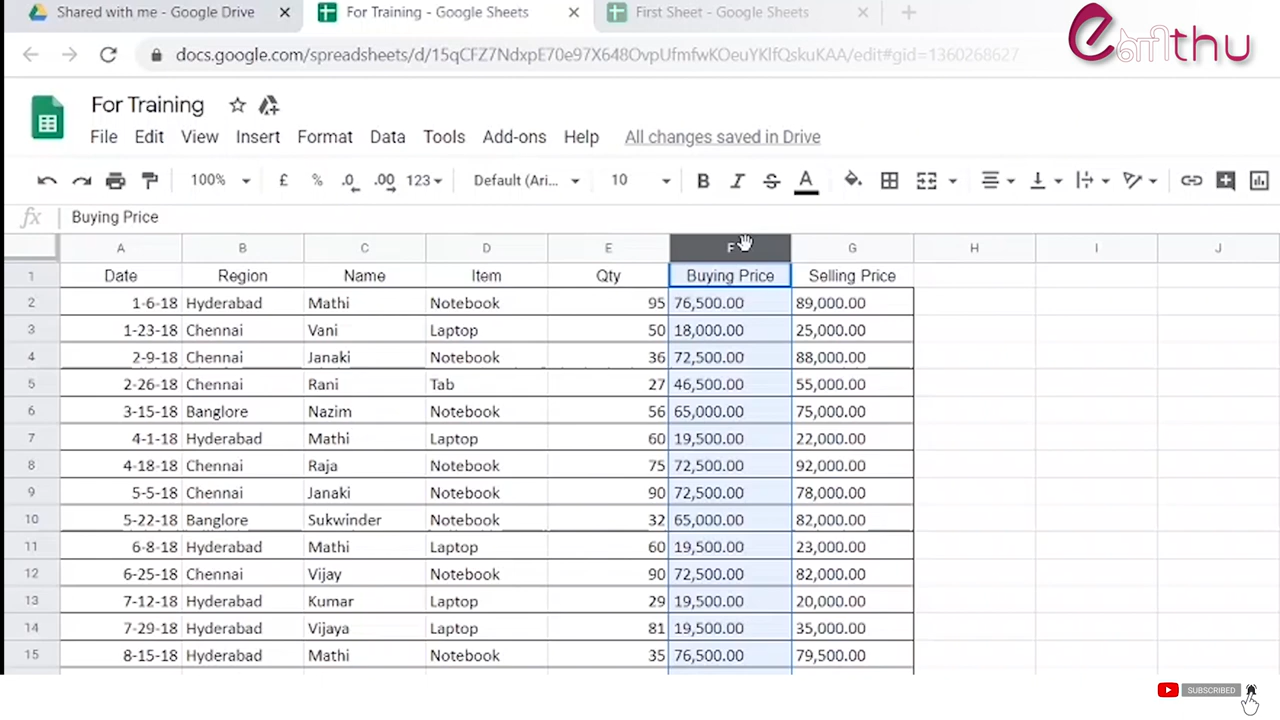 Shared with me - Google Drive For Training - Google Sheets First Sheet - Google Sheets
எளிthu
docs.google.com/spreadsheets/d/15qCFZ7NdxpE70e97X648OvpUfmfwKOeuYKlfQskuKAA/edit#gid=1360268627
For Training
File Edit View Insert Format Data Tools Add-ons Help All changes saved in Drive
100% £ % .0 .00 123 Default (Ari... 10 B I S A
fx Buying Price
A B C D E F G H I J
1 Date Region Name Item Qty Buying Price Selling Price
2 1-6-18 Hyderabad Mathi Notebook 95 76,500.00 89,000.00
3 1-23-18 Chennai Vani Laptop 50 18,000.00 25,000.00
4 2-9-18 Chennai Janaki Notebook 36 72,500.00 88,000.00
5 2-26-18 Chennai Rani Tab 27 46,500.00 55,000.00
6 3-15-18 Banglore Nazim Notebook 56 65,000.00 75,000.00
7 4-1-18 Hyderabad Mathi Laptop 60 19,500.00 22,000.00
8 4-18-18 Chennai Raja Notebook 75 72,500.00 92,000.00
9 5-5-18 Chennai Janaki Notebook 90 72,500.00 78,000.00
10 5-22-18 Banglore Sukwinder Notebook 32 65,000.00 82,000.00
11 6-8-18 Hyderabad Mathi Laptop 60 19,500.00 23,000.00
12 6-25-18 Chennai Vijay Notebook 90 72,500.00 82,000.00
13 7-12-18 Hyderabad Kumar Laptop 29 19,500.00 20,000.00
14 7-29-18 Hyderabad Vijaya Laptop 81 19,500.00 35,000.00
15 8-15-18 Hyderabad Mathi Notebook 35 76,500.00 79,500.00
SUBSCRIBED